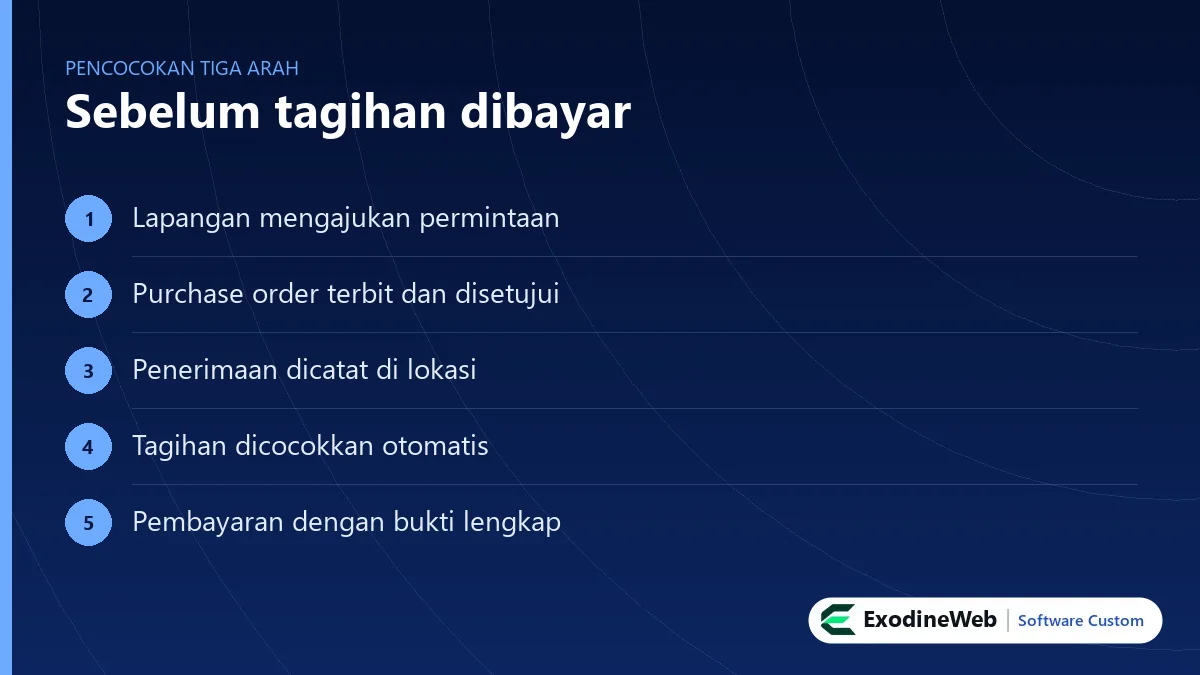 PENCOCOKAN TIGA ARAH
Sebelum tagihan dibayar
1 Lapangan mengajukan permintaan
2 Purchase order terbit dan disetujui
3 Penerimaan dicatat di lokasi
4 Tagihan dicocokkan otomatis
5 Pembayaran dengan bukti lengkap
ExodineWeb | Software Custom